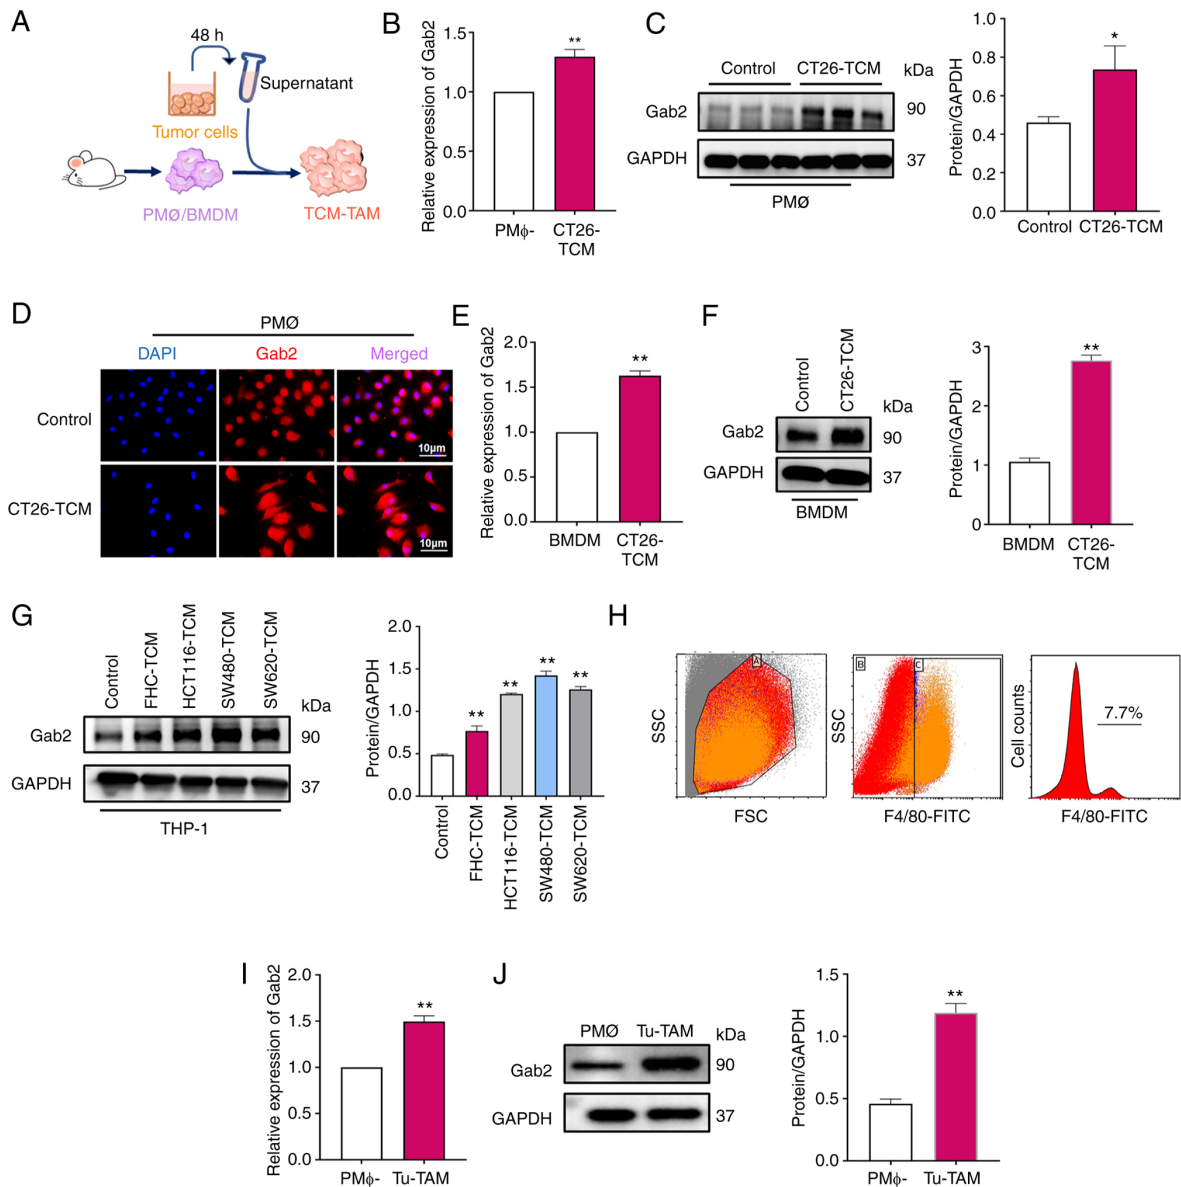 A
48 h
Supernatant
Tumor cells
PMØ/BMDM
TCM-TAM
B
Relative expression of Gab2
1.5
1.0
0.5
0.0
**
PMϕ-
CT26-
TCM
C
Control
CT26-TCM
kDa
Gab2
90
GAPDH
37
PMØ
Protein/GAPDH
1.0
0.8
0.6
0.4
0.2
0.0
*
Control
CT26-TCM
D
PMØ
DAPI
Gab2
Merged
Control
10μm
CT26-TCM
10μm
E
Relative expression of Gab2
2.0
1.5
1.0
0.5
0.0
**
BMDM
CT26-
TCM
F
Control
CT26-TCM
kDa
Gab2
90
GAPDH
37
BMDM
Protein/GAPDH
3
2
1
0
**
BMDM
CT26-
TCM
G
Control
FHC-TCM
HCT116-TCM
SW480-TCM
SW620-TCM
kDa
Gab2
90
GAPDH
37
THP-1
Protein/GAPDH
2.0
1.5
1.0
0.5
0.0
**
**
**
**
Control
FHC-TCM
HCT116-TCM
SW480-TCM
SW620-TCM
H
A
SSC
FSC
B
C
SSC
F4/80-FITC
Cell counts
7.7%
F4/80-FITC
I
Relative expression of Gab2
2.0
1.5
1.0
0.5
0.0
**
PMϕ-
Tu-TAM
J
PMØ
Tu-TAM
kDa
Gab2
90
GAPDH
37
Protein/GAPDH
1.5
1.0
0.5
0.0
**
PMϕ-
Tu-TAM